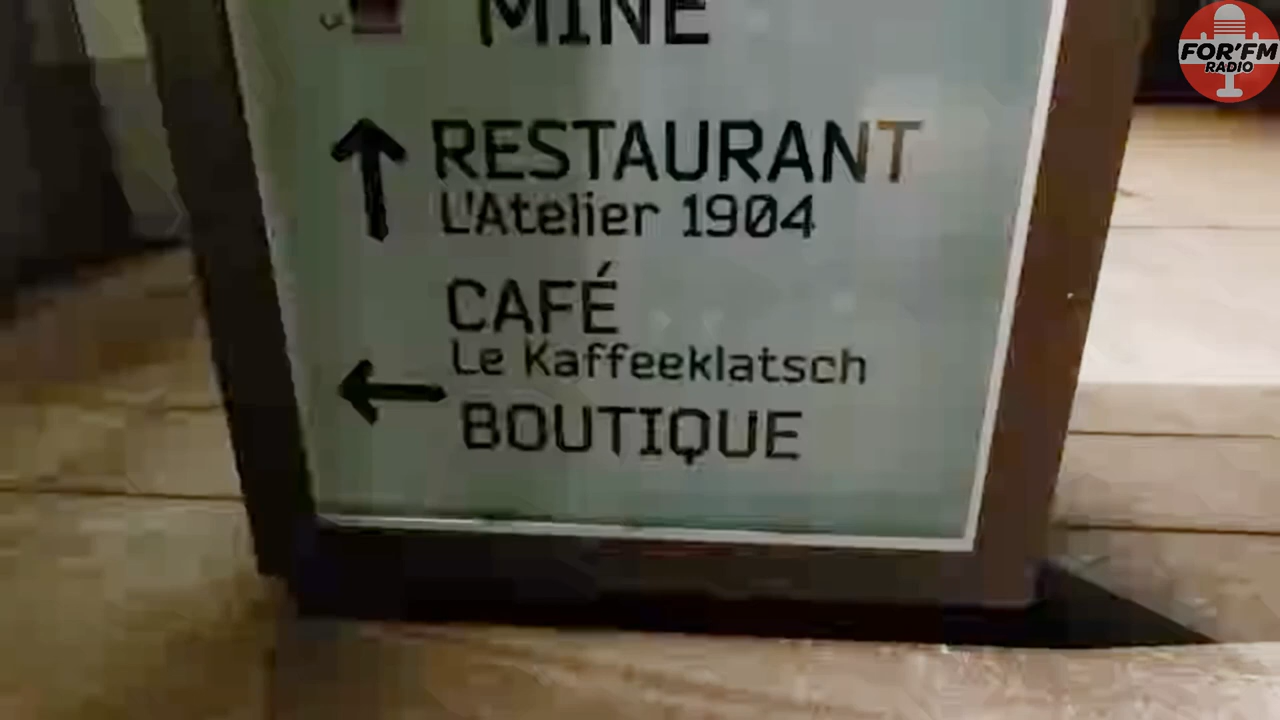 MINE
RESTAURANT
L'Atelier 1904
CAFÉ
Le Kaffeeklatsch
BOUTIQUE
FOR'FM
RADIO